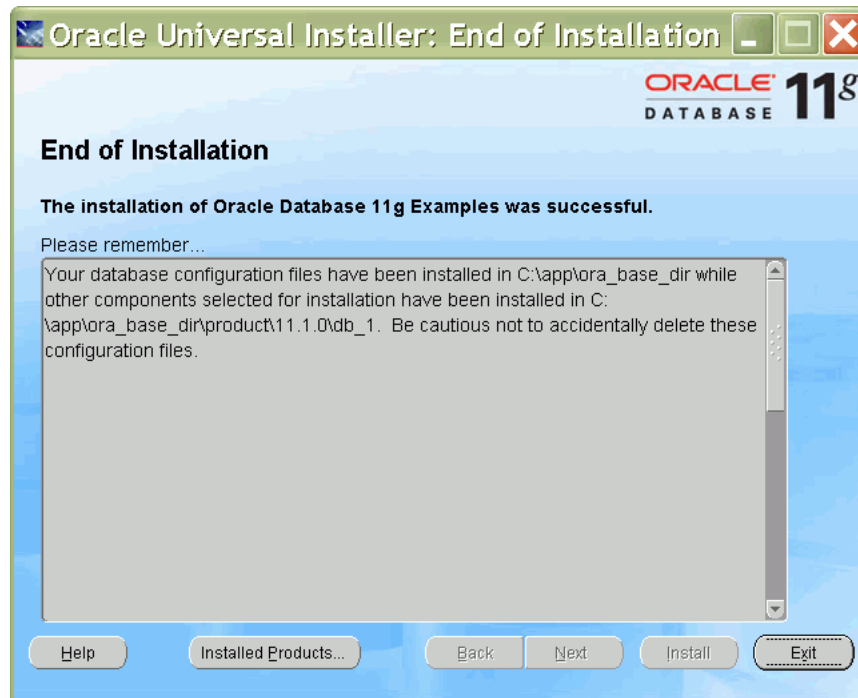 Oracle Universal Installer: End of Installation
ORACLE
DATABASE
11g
End of Installation
The installation of Oracle Database 11g Examples was successful.
Please remember...
Your database configuration files have been installed in C:\app\ora_base_dir while
other components selected for installation have been installed in C:
\app\ora_base_dir\product\11.1.0\db_1.  Be cautious not to accidentally delete these
configuration files.
Help
Installed Products...
Back
Next
Install
Exit